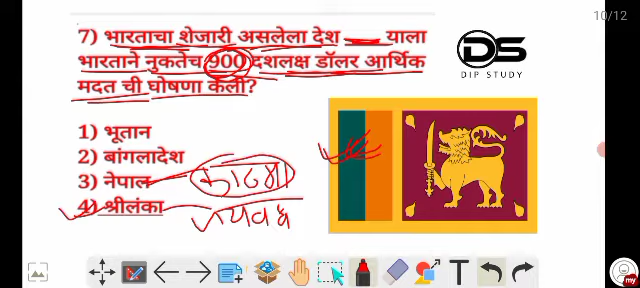 10/12
7) भारताचा शेजारी असलेला देश ___ याला
भारताने नुकतेच 900 दशलक्ष डॉलर आर्थिक
मदत ची घोषणा केली?
DS
DIP STUDY
1) भूतान
2) बांगलादेश
3) नेपाळ
4) श्रीलंका
T
my